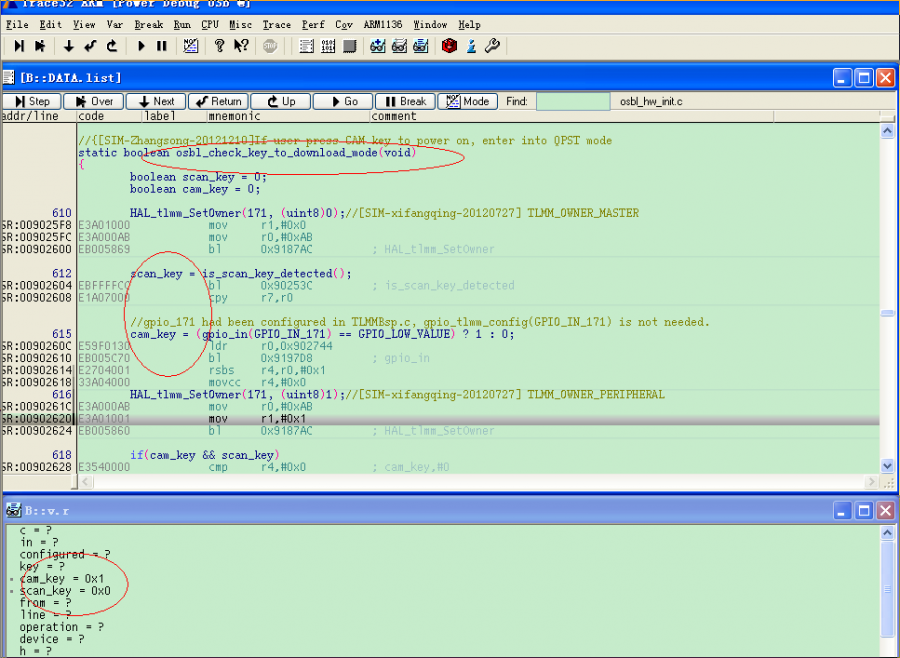 Trace32 ARM [Power Debug USB @]
File Edit View Var Break Run CPU Misc Trace Perf Cov ARM1136 Window Help
[B::DATA.list]
Step Over Next Return Up Go Break Mode Find: osbl_hw_init.c
addr/line code label mnemonic comment
//{[SIM-Zhangsong-20121210]If user press CAM key to power on, enter into QPST mode
static boolean osbl_check_key_to_download_mode(void)
{
boolean scan_key = 0;
boolean cam_key = 0;
610 HAL_tlmm_SetOwner(171, (uint8)0);//[SIM-xifangqing-20120727] TLMM_OWNER_MASTER
SR:009025F8 E3A01000 mov r1,#0x0
SR:009025FC E3A000AB mov r0,#0xAB
SR:00902600 EB005869 bl 0x9187AC ; HAL_tlmm_SetOwner
612 scan_key = is_scan_key_detected();
SR:00902604 EBFFFFCC bl 0x90253C ; is_scan_key_detected
SR:00902608 E1A07000 cpy r7,r0
//gpio_171 had been configured in TLMMBsp.c, gpio_tlmm_config(GPIO_IN_171) is not needed.
615 cam_key = (gpio_in(GPIO_IN_171) == GPIO_LOW_VALUE) ? 1 : 0;
SR:0090260C E59F0130 ldr r0,0x902744
SR:00902610 EB005C70 bl 0x9197D8 ; gpio_in
SR:00902614 E2704001 rsbs r4,r0,#0x1
SR:00902618 33A04000 movcc r4,#0x0
616 HAL_tlmm_SetOwner(171, (uint8)1);//[SIM-xifangqing-20120727] TLMM_OWNER_PERIPHERAL
SR:0090261C E3A000AB mov r0,#0xAB
SR:00902620 E3A01001 mov r1,#0x1
SR:00902624 EB005860 bl 0x9187AC ; HAL_tlmm_SetOwner
618 if(cam_key && scan_key)
SR:00902628 E3540000 cmp r4,#0x0 ; cam_key,#0
B::v.r
c = ?
in = ?
configured = ?
key = ?
cam_key = 0x1
scan_key = 0x0
from = ?
line = ?
operation = ?
device = ?
h = ?